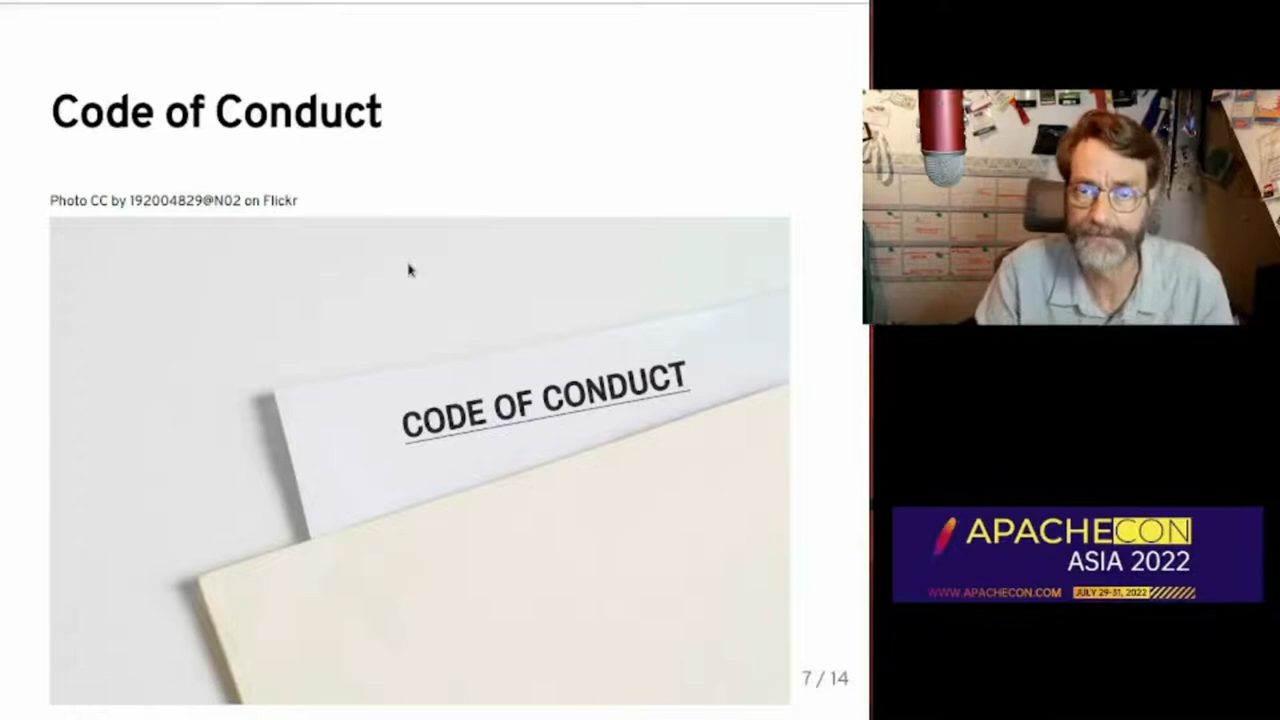 Code of Conduct
Photo CC by 192004829@N02 on Flickr
CODE OF CONDUCT
7 / 14
APACHECON
ASIA 2022
WWW.APACHECON.COM JULY 29-31, 2022